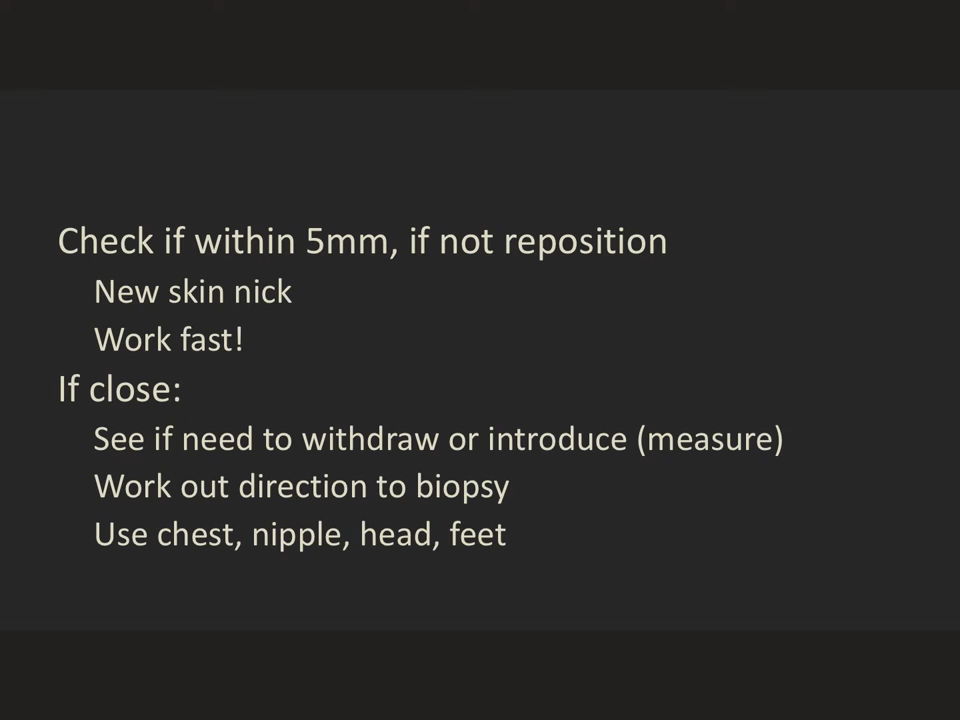 Check if within 5mm, if not reposition
New skin nick
Work fast!
If close:
See if need to withdraw or introduce (measure)
Work out direction to biopsy
Use chest, nipple, head, feet